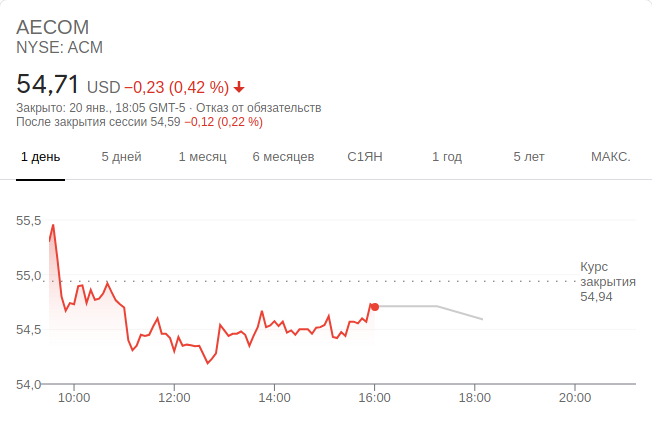 AECOM
NYSE: ACM
54,71 USD −0,23 (0,42 %)
Закрыто: 20 янв., 18:05 GMT-5 · Отказ от обязательств
После закрытия сессии 54,59 −0,12 (0,22 %)
1 день 5 дней 1 месяц 6 месяцев С1ЯН 1 год 5 лет МАКС.
55,5
55,0
54,5
54,0
Курс
закрытия
54,94
10:00 12:00 14:00 16:00 18:00 20:00